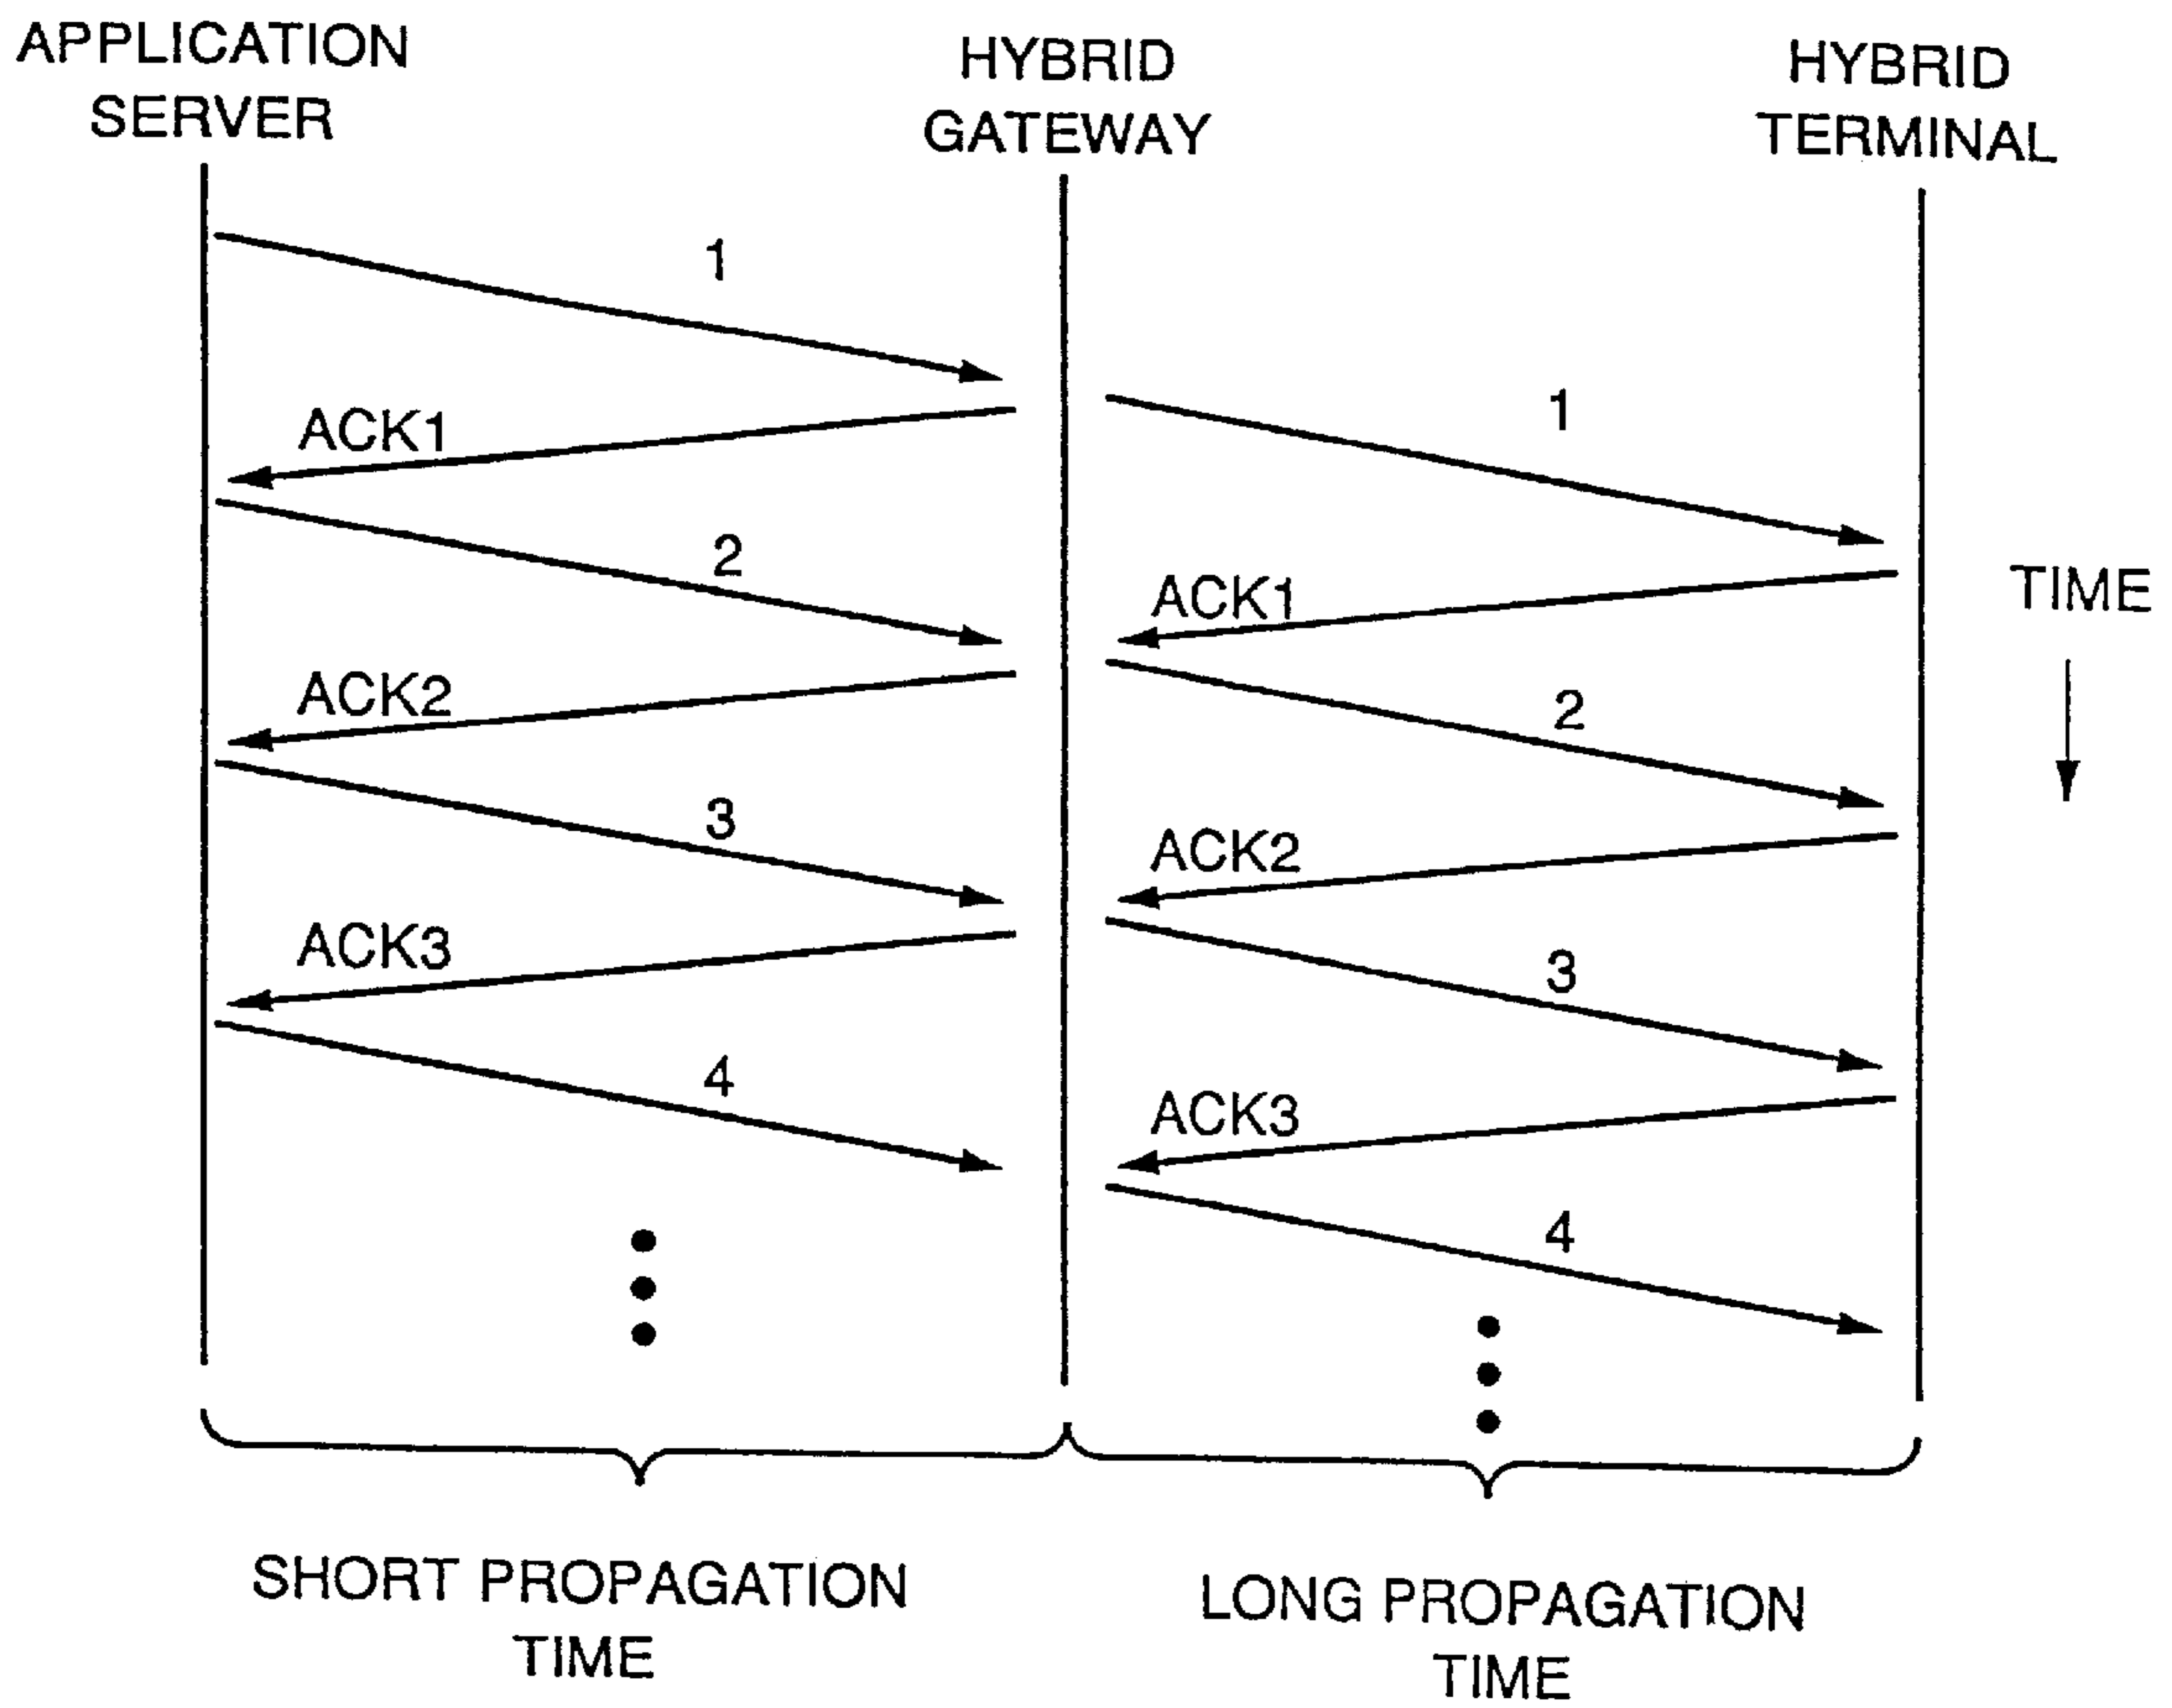 APPLICATION
SERVER
HYBRID
GATEWAY
HYBRID
TERMINAL
1
1
ACK1
2
ACK1
TIME
ACK2
2
3
ACK2
ACK3
3
4
ACK3
4
SHORT PROPAGATION
TIME
LONG PROPAGATION
TIME